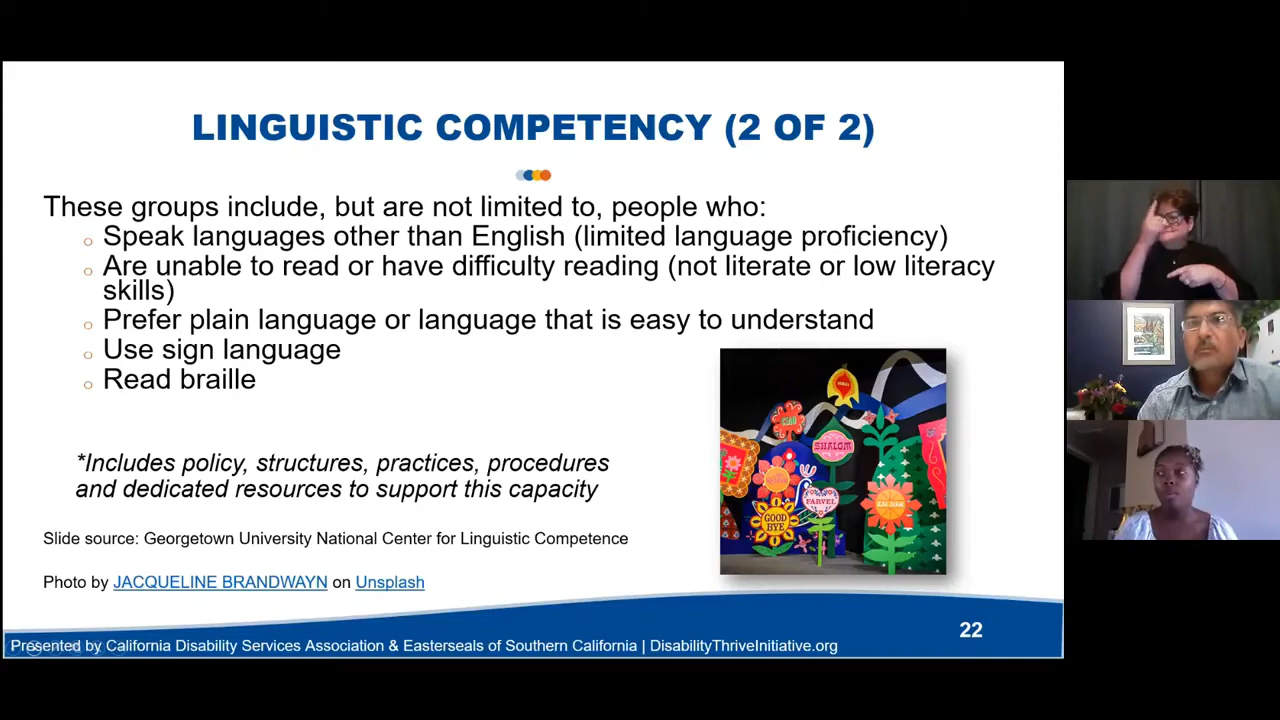 LINGUISTIC COMPETENCY (2 OF 2)
These groups include, but are not limited to, people who:
Speak languages other than English (limited language proficiency)
Are unable to read or have difficulty reading (not literate or low literacy
skills)
Prefer plain language or language that is easy to understand
Use sign language
Read braille
SHALOM
FARVEL
GOOD
BYE
*Includes policy, structures, practices, procedures
and dedicated resources to support this capacity
Slide source: Georgetown University National Center for Linguistic Competence
Photo by JACQUELINE BRANDWAYN on Unsplash
22
Presented by California Disability Services Association & Easterseals of Southern California | DisabilityThriveInitiative.org